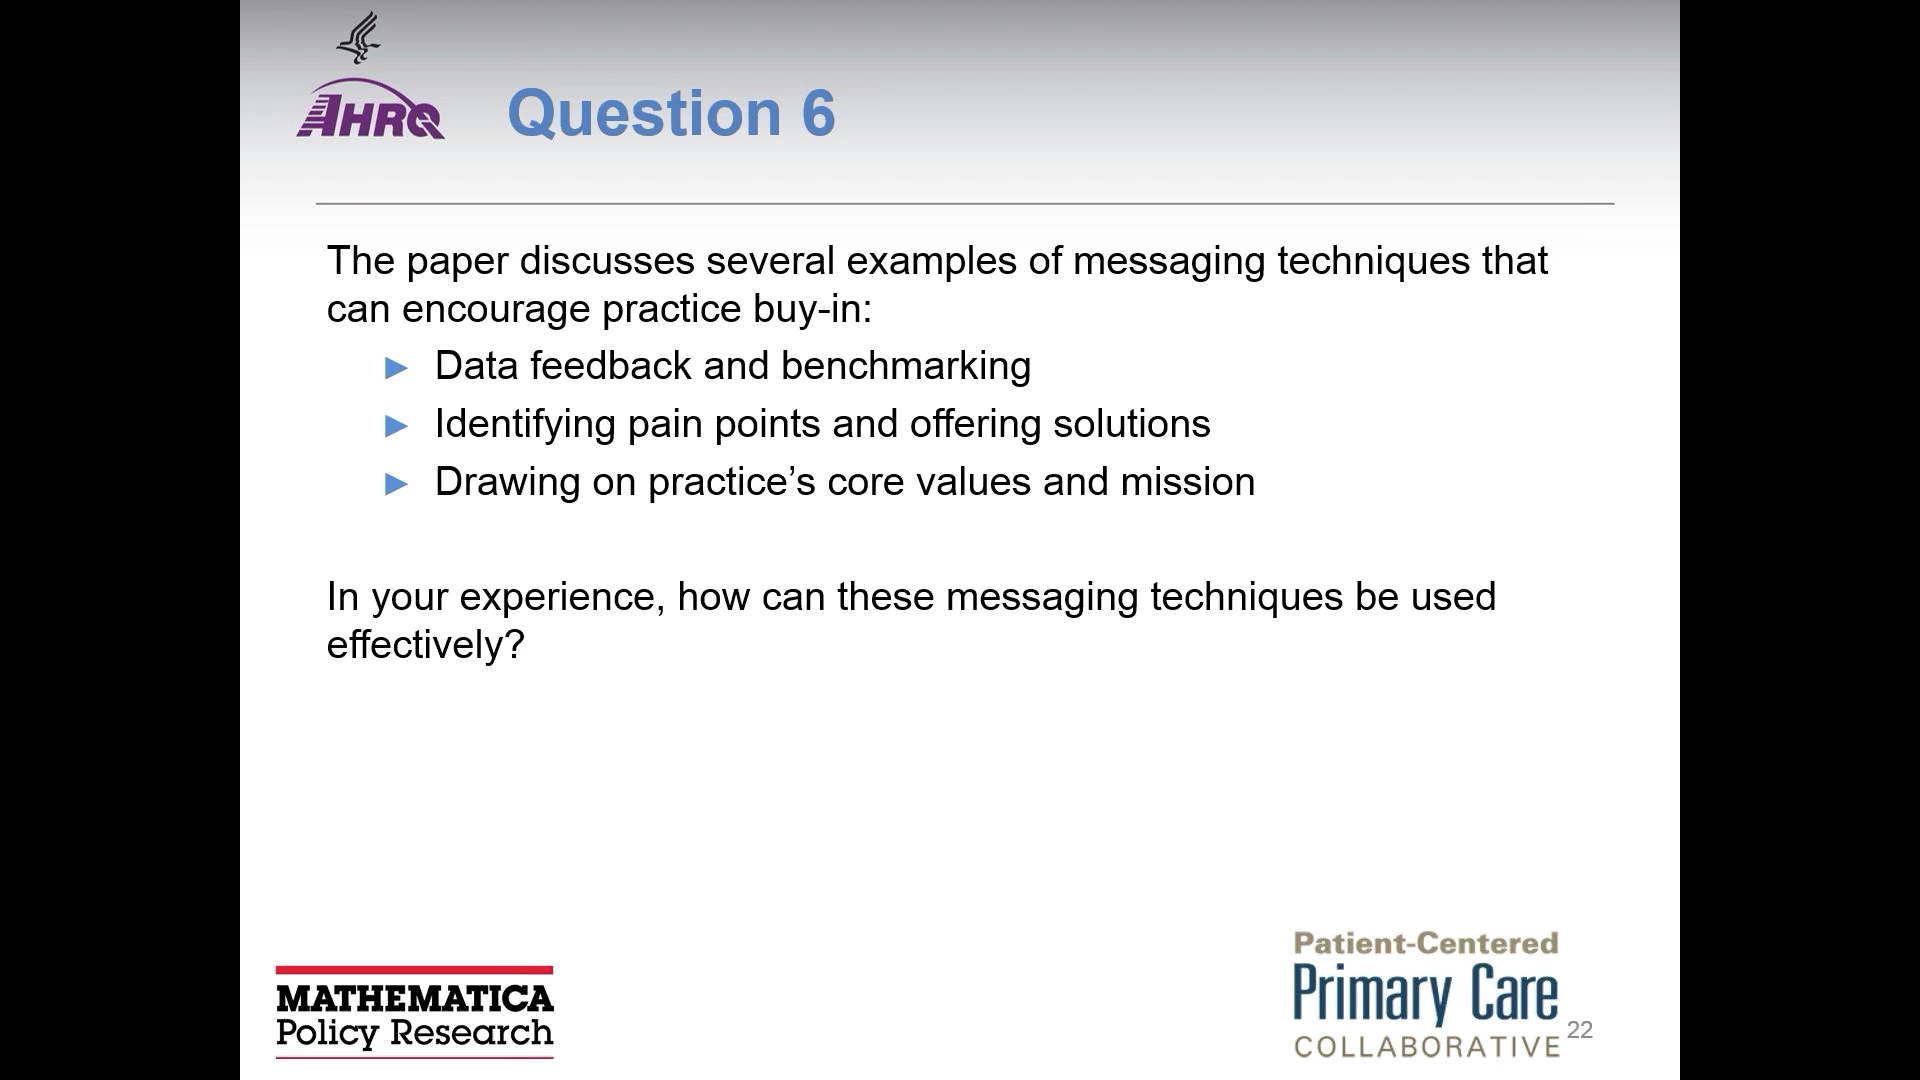 AHRQ
Question 6
The paper discusses several examples of messaging techniques that
can encourage practice buy-in:
► Data feedback and benchmarking
► Identifying pain points and offering solutions
► Drawing on practice’s core values and mission
In your experience, how can these messaging techniques be used
effectively?
MATHEMATICA
Policy Research
Patient-Centered
Primary Care
COLLABORATIVE
22